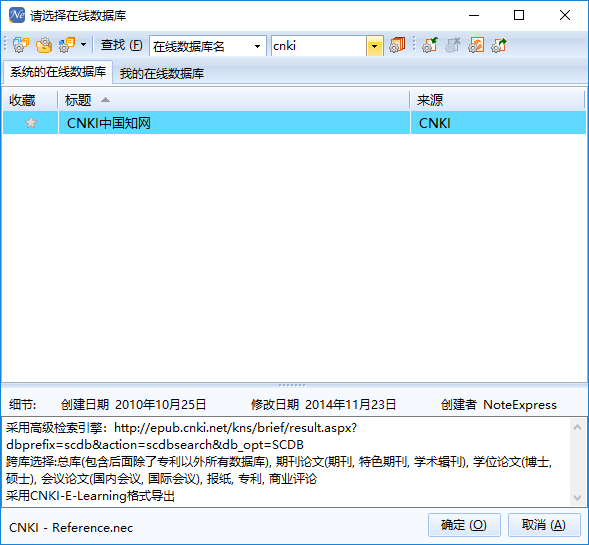 Ne 请选择在线数据库
查找 (F) 在线数据库名 cnki
系统的在线数据库 我的在线数据库
收藏 标题 来源
CNKI中国知网 CNKI
细节: 创建日期 2010年10月25日 修改日期 2014年11月23日 创建者 NoteExpress
采用高级检索引擎：http://epub.cnki.net/kns/brief/result.aspx?
dbprefix=scdb&action=scdbsearch&db_opt=SCDB
跨库选择:总库(包含后面除了专利以外所有数据库), 期刊论文(期刊, 特色期刊, 学术辑刊), 学位论文(博士,
硕士), 会议论文(国内会议, 国际会议), 报纸, 专利, 商业评论
采用CNKI-E-Learning格式导出
CNKI - Reference.nec 确定 (O) 取消 (A)